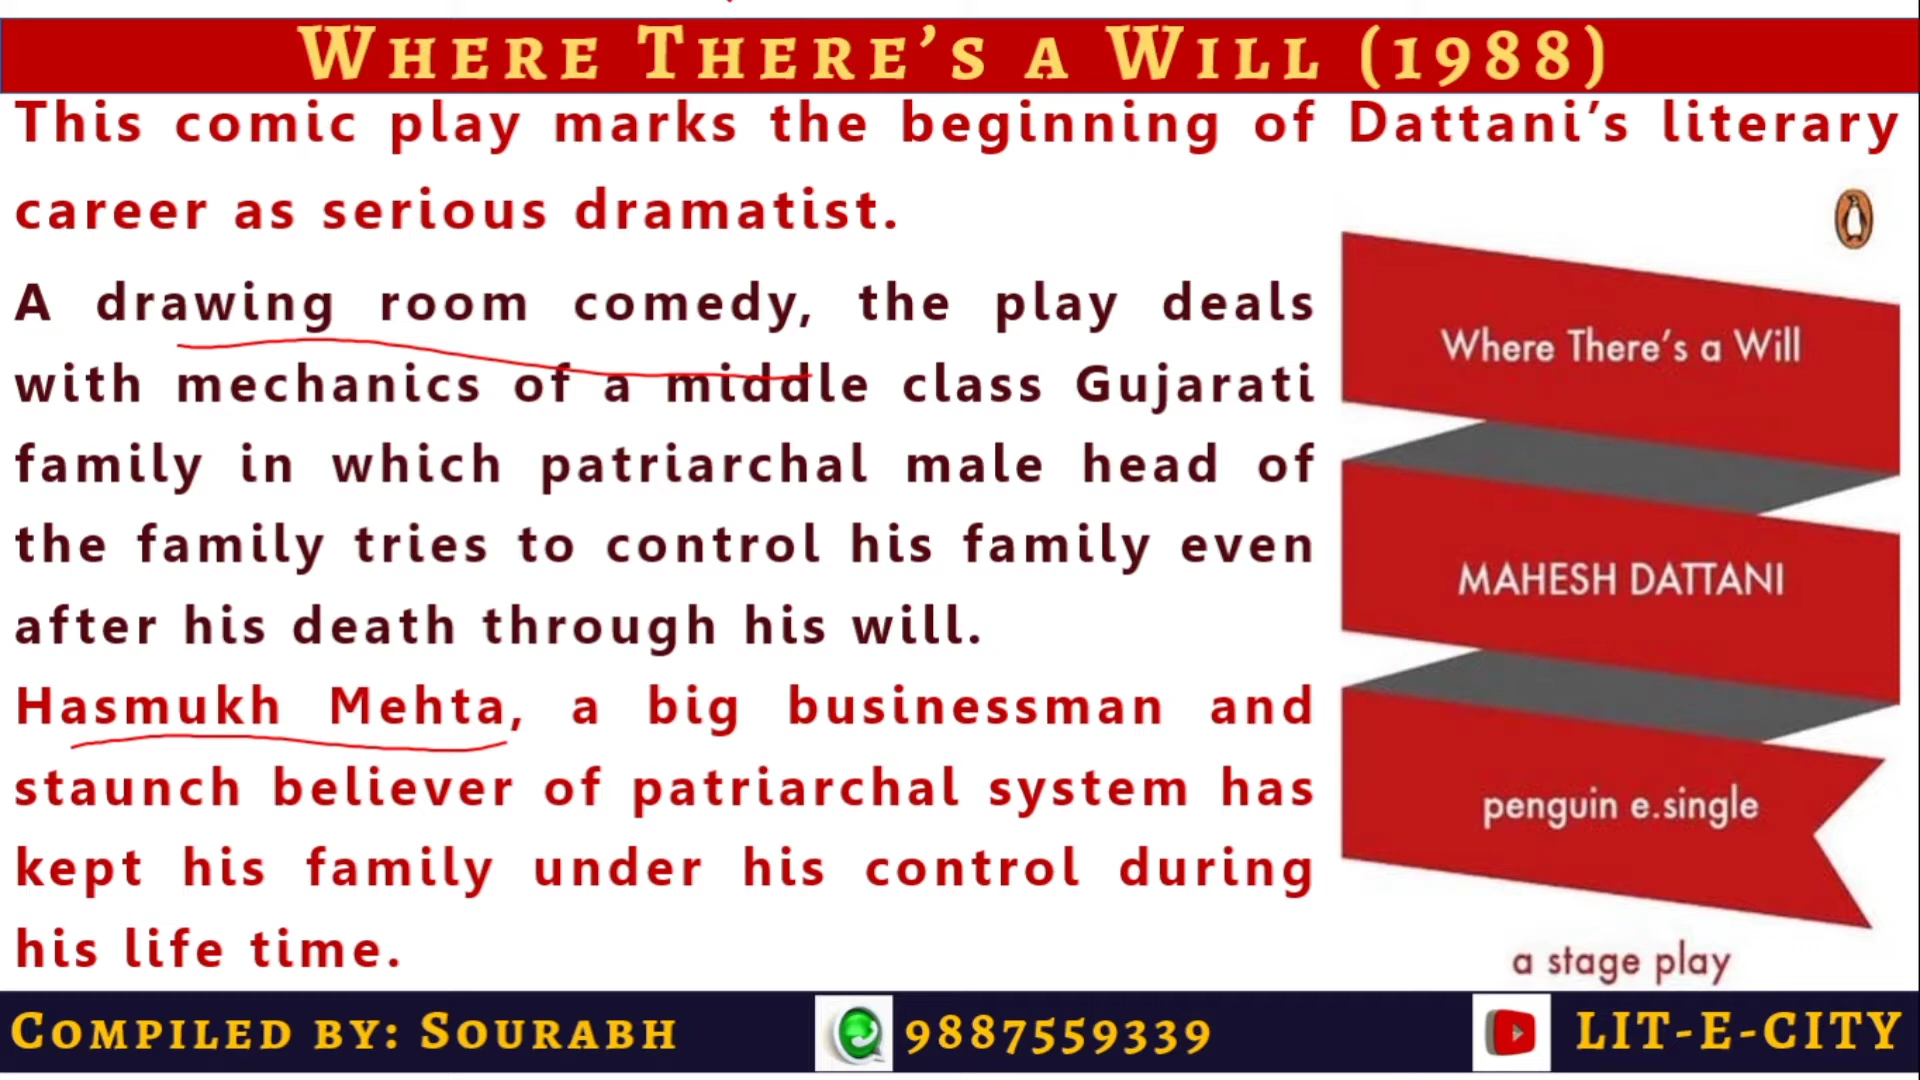 WHERE THERE'S A WILL (1988)
This comic play marks the beginning of Dattani's literary
career as serious dramatist.
A drawing room comedy, the play deals
with mechanics of a middle class Gujarati
family in which patriarchal male head of
the family tries to control his family even
after his death through his will.
Hasmukh Mehta, a big businessman and
staunch believer of patriarchal system has
kept his family under his control during
his life time.
Where There's a Will
MAHESH DATTANI
penguin e.single
a stage play
COMPILED BY: SOURABH
9887559339
LIT-E-CITY